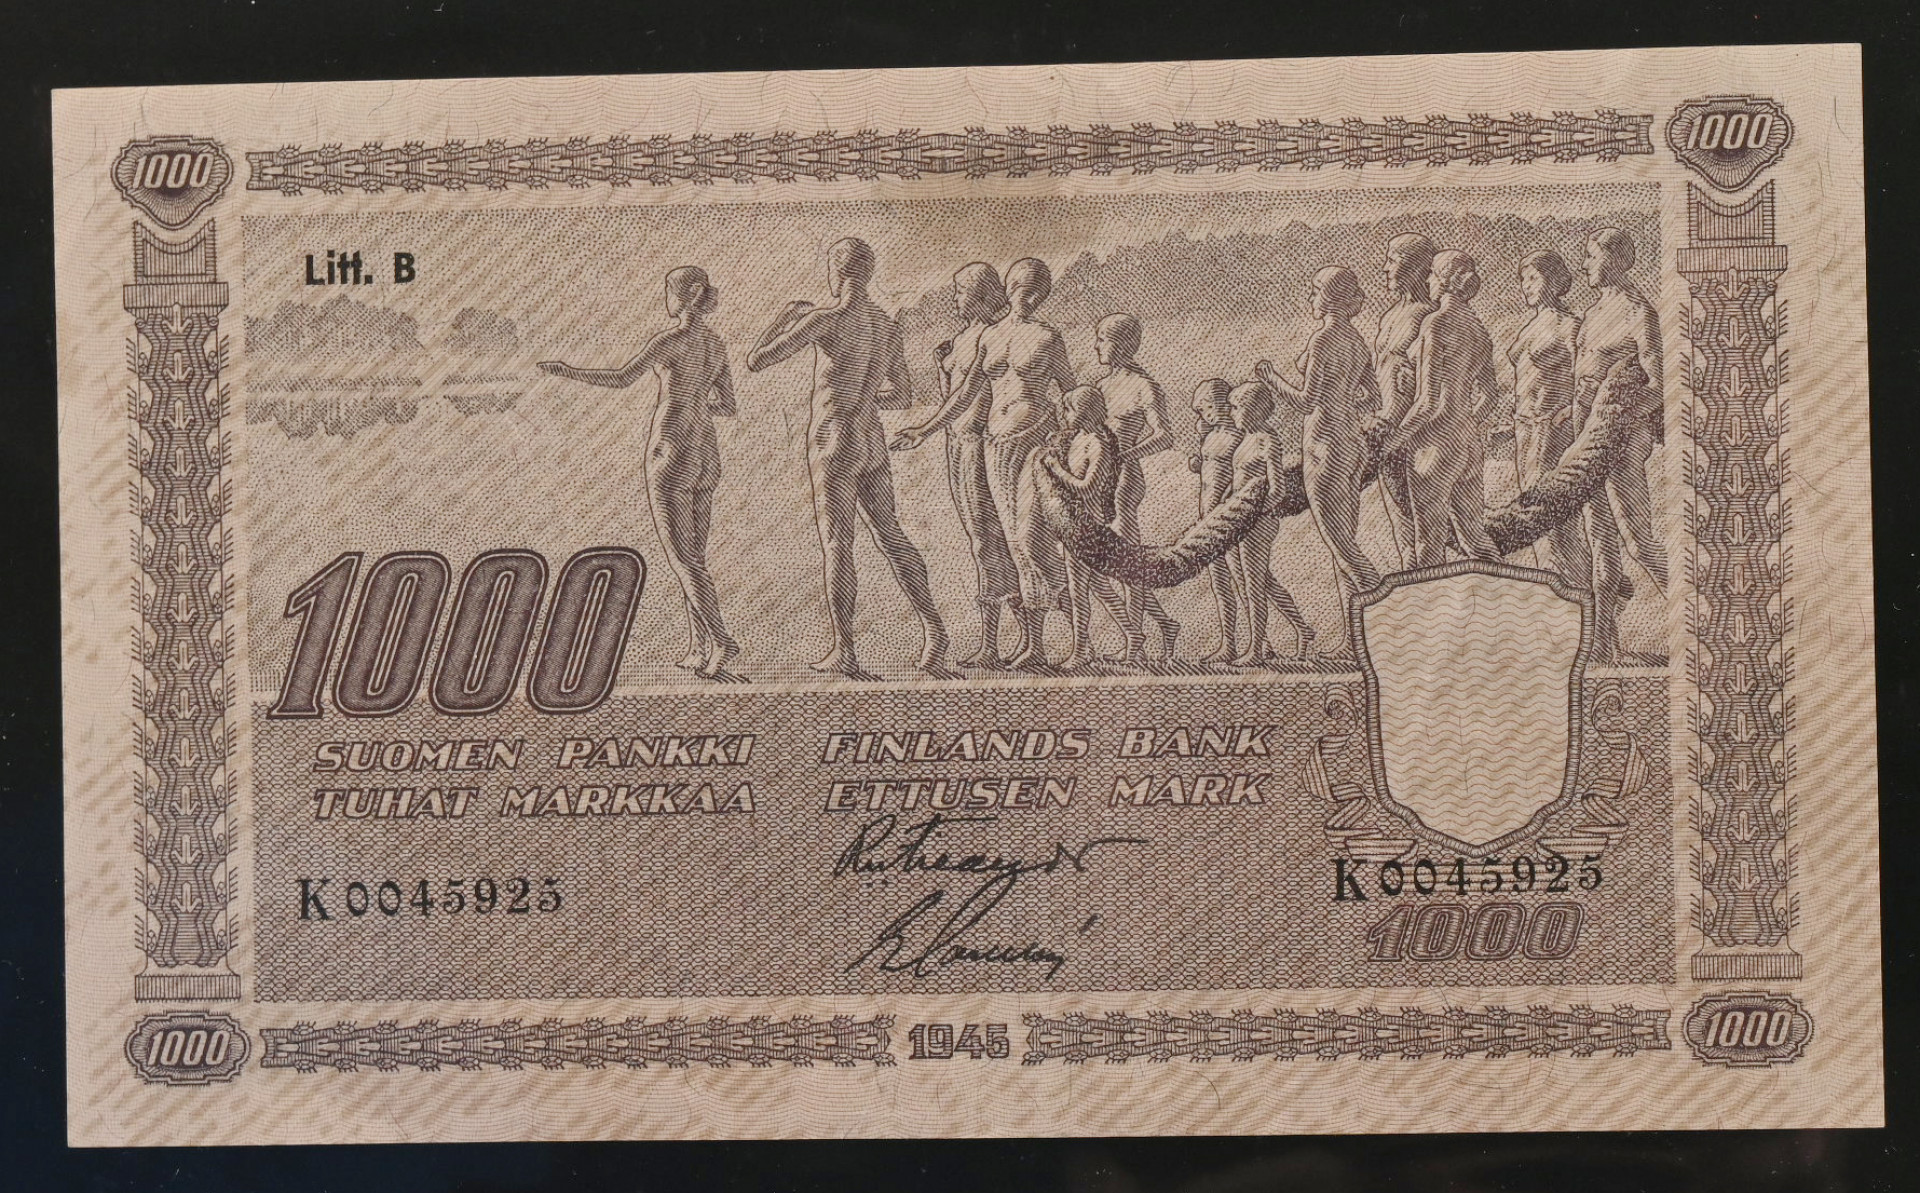 1000 1000
Litt. B
1000
SUOMEN PANKKI FINLANDS BANK
TUHAT MARKKAA ETTUSEN MARK
K0045925 K0045925
1000
1000 1945 1000